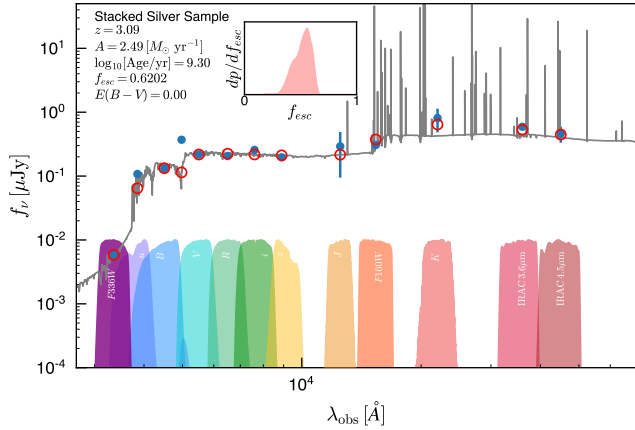 Stacked Silver Sample
z = 3.09
A = 2.49 [M⊙ yr⁻¹]
log₁₀[Age/yr] = 9.30
f_esc = 0.6202
E(B − V) = 0.00
dp/df_esc
0
1
f_esc
10¹
10⁰
10⁻¹
10⁻²
10⁻³
10⁻⁴
f_ν [μJy]
F336W
u
B
V
R
i
z
J
F160W
K
IRAC 3.6μm
IRAC 4.5μm
10⁴
λ_obs [Å]